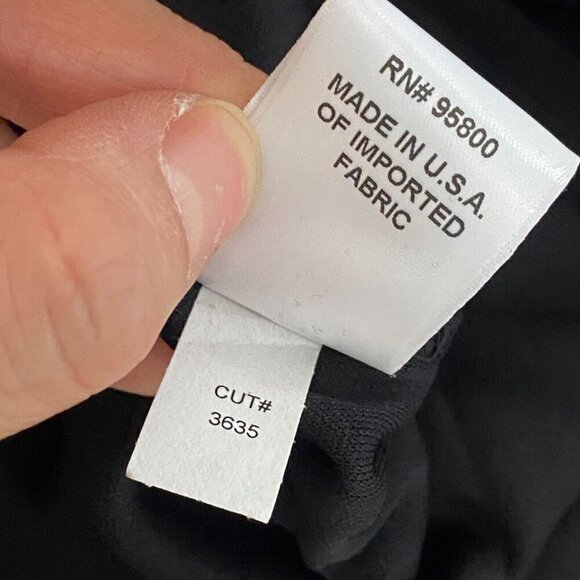 RN# 95800
MADE IN U.S.A.
OF IMPORTED
FABRIC
CUT#
3635